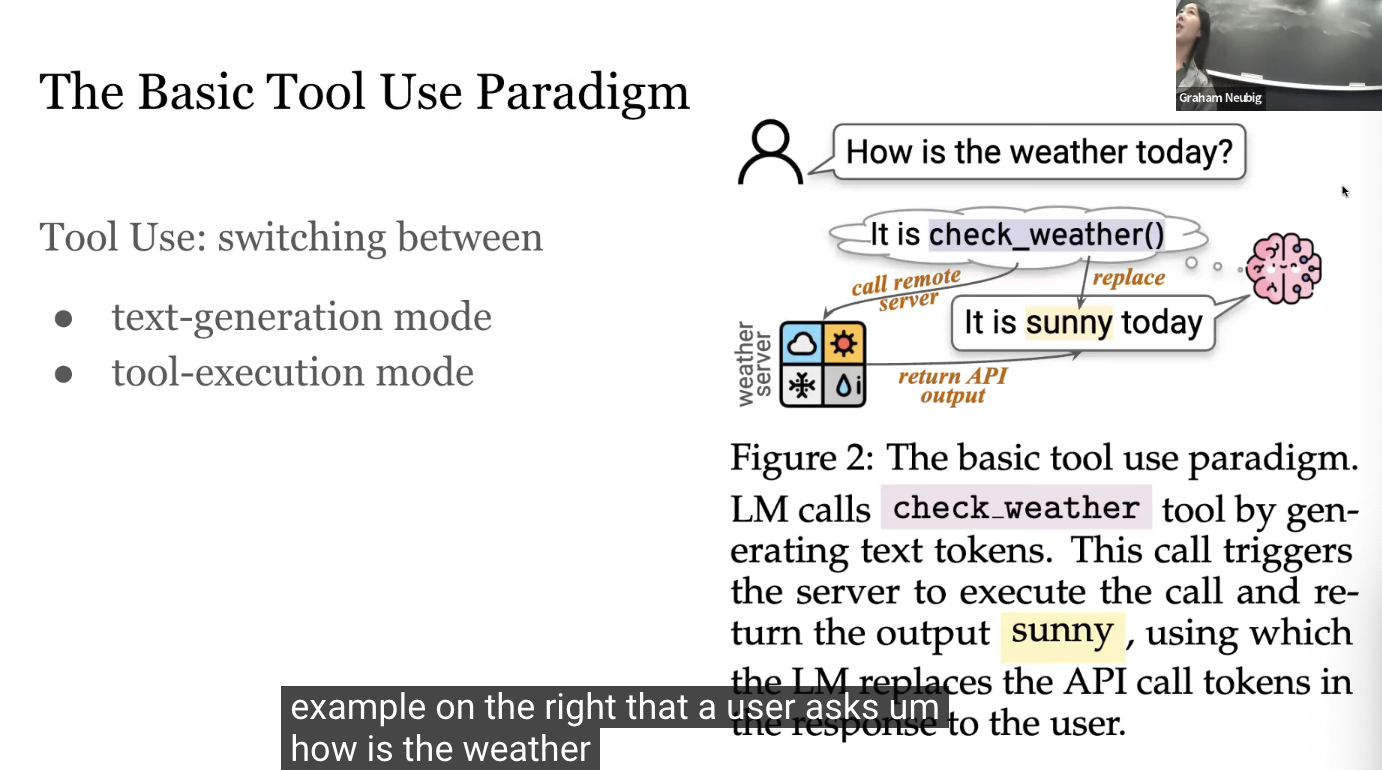 The Basic Tool Use Paradigm
Graham Neubig
Tool Use: switching between
● text-generation mode
● tool-execution mode
How is the weather today?
It is check_weather()
call remote
server
replace
It is sunny today
weather
server
i
return API
output
Figure 2: The basic tool use paradigm.
LM calls check_weather tool by gen-
erating text tokens. This call triggers
the server to execute the call and re-
turn the output sunny , using which
the LM replaces the API call tokens in
the response to the user.
example on the right that a user asks um
how is the weather